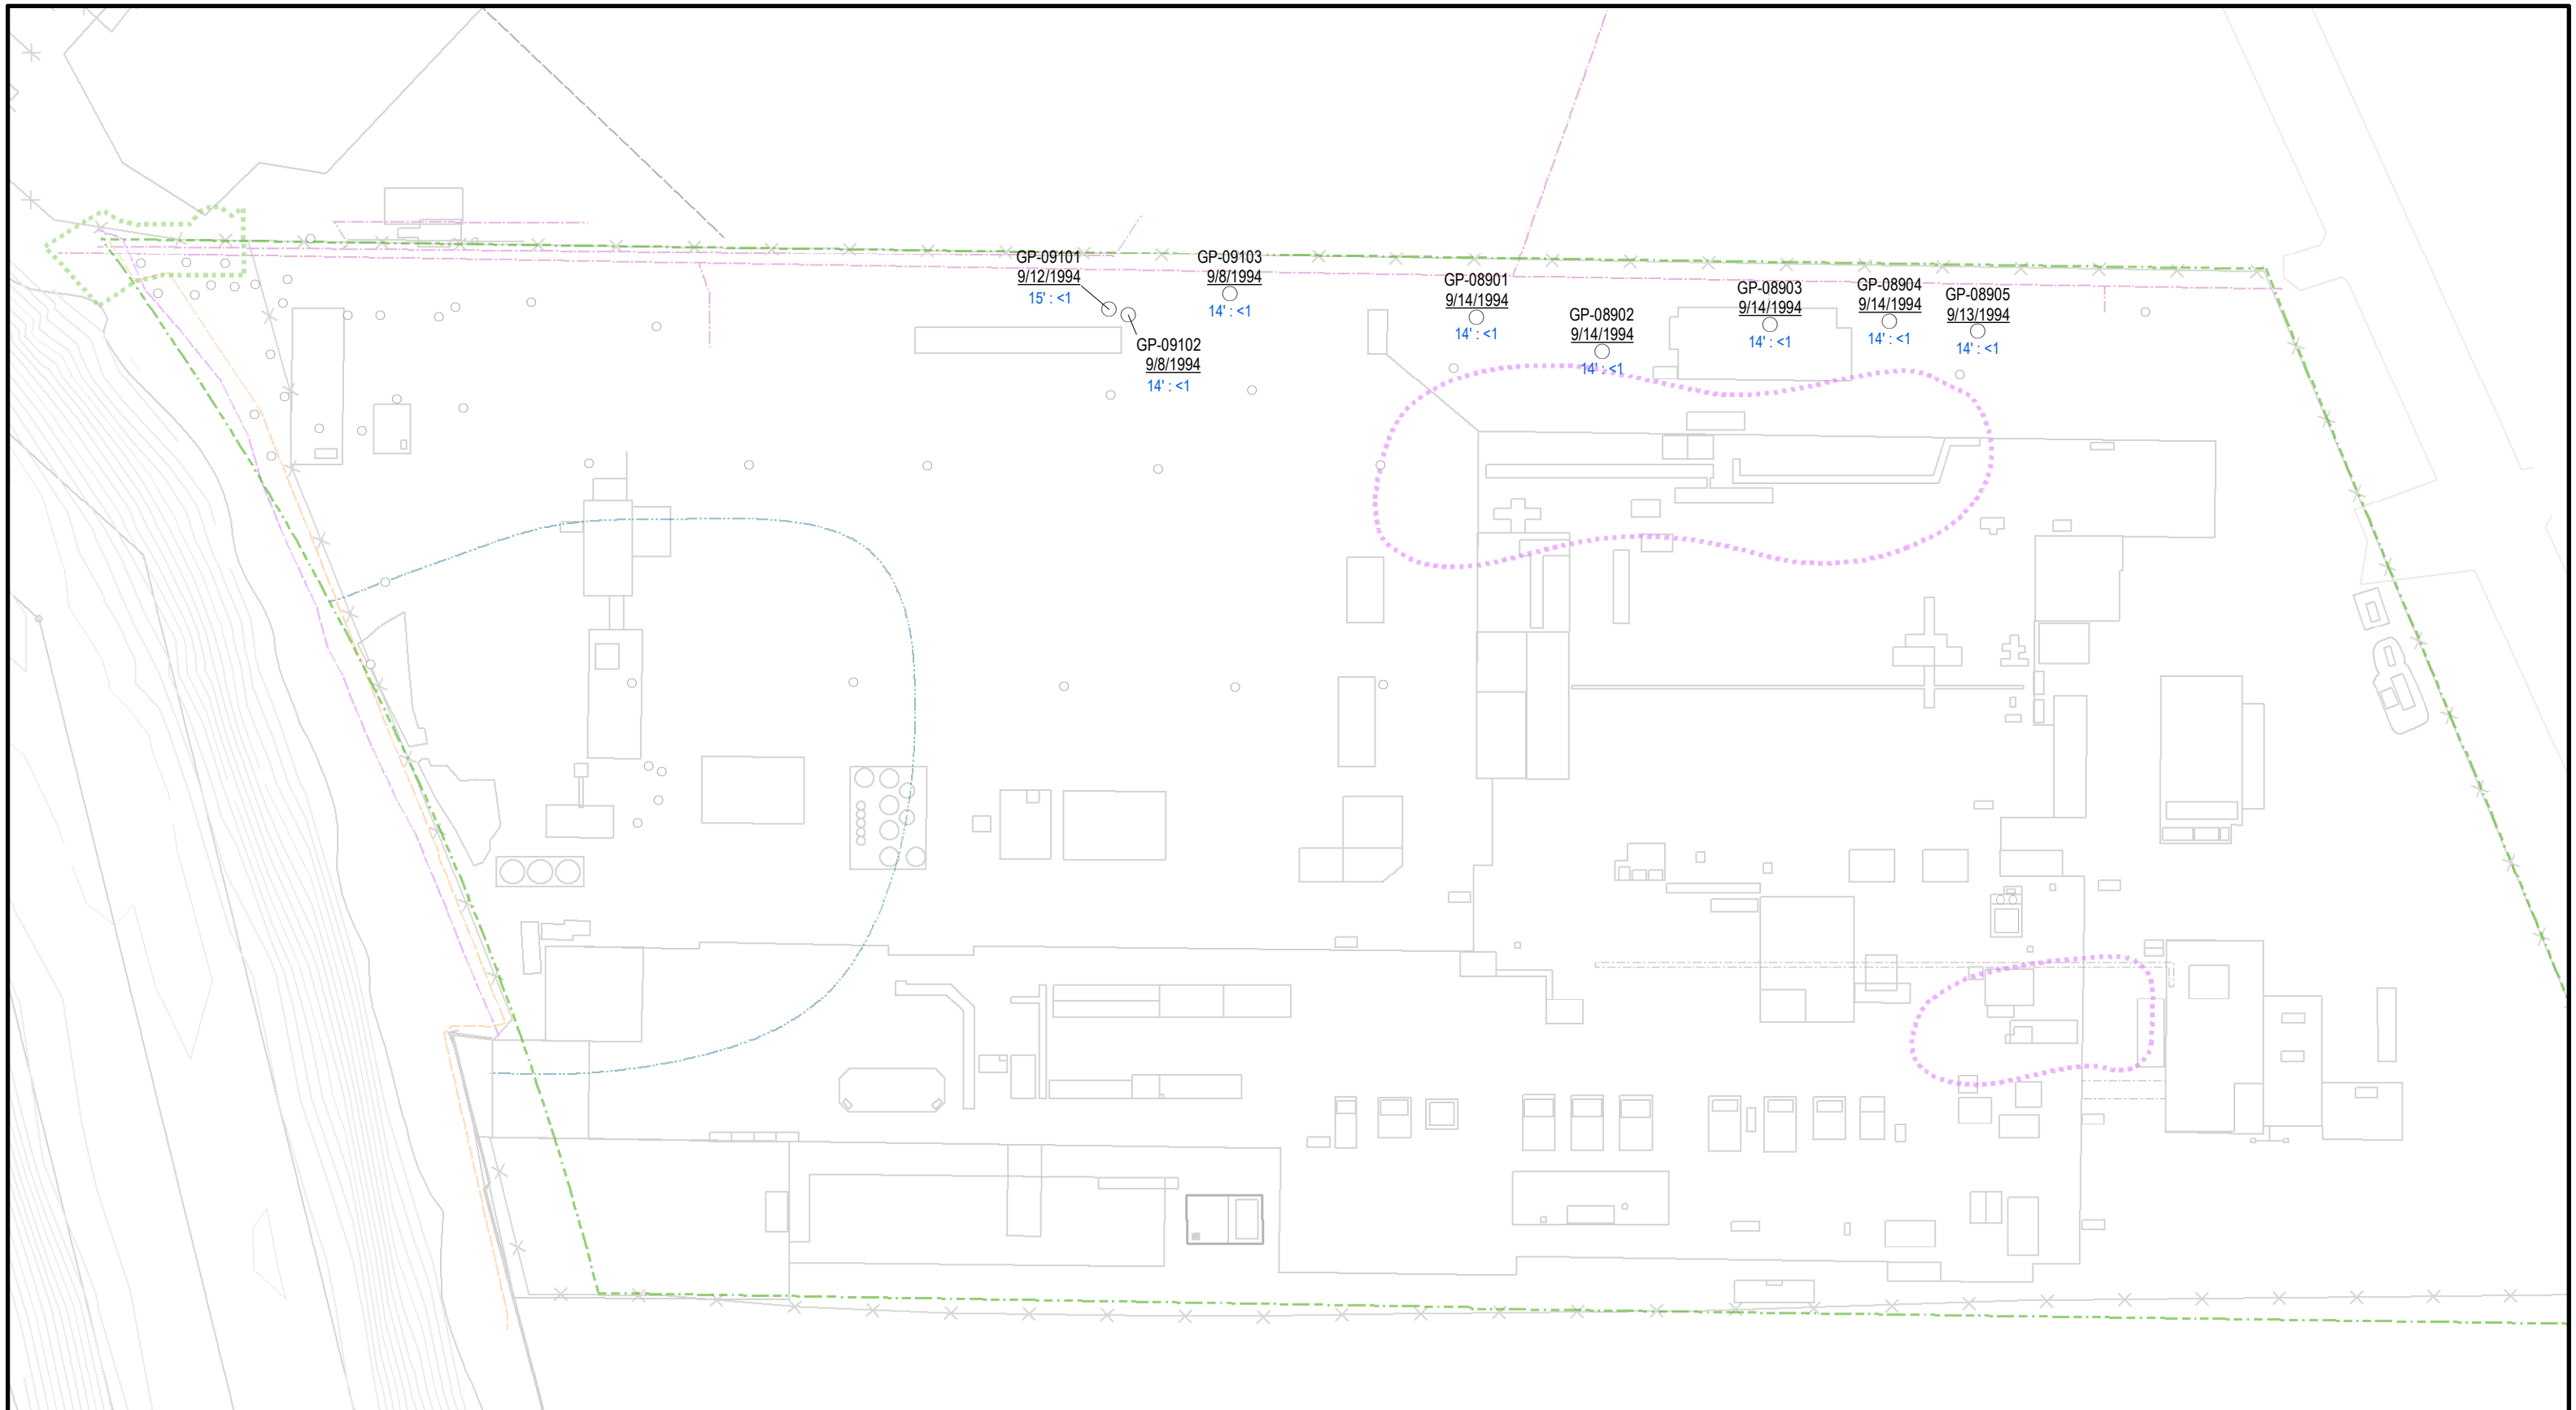 GP-09101
9/12/1994
15' : <1
GP-09102
9/8/1994
14' : <1
GP-09103
9/8/1994
14' : <1
GP-08901
9/14/1994
14' : <1
GP-08902
9/14/1994
14' : <1
GP-08903
9/14/1994
14' : <1
GP-08904
9/14/1994
14' : <1
GP-08905
9/13/1994
14' : <1